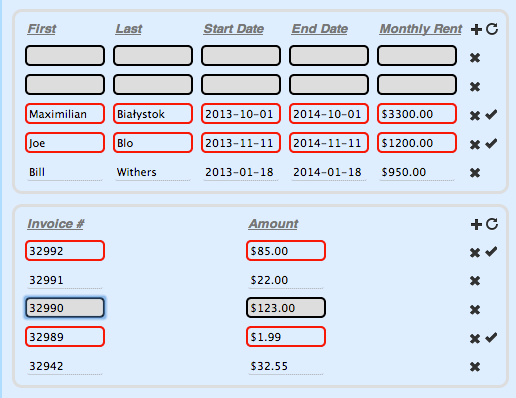 First Last Start Date End Date Monthly Rent
Maximilian Białystok 2013-10-01 2014-10-01 $3300.00
Joe Blo 2013-11-11 2014-11-11 $1200.00
Bill Withers 2013-01-18 2014-01-18 $950.00
Invoice # Amount
32992 $85.00
32991 $22.00
32990 $123.00
32989 $1.99
32942 $32.55